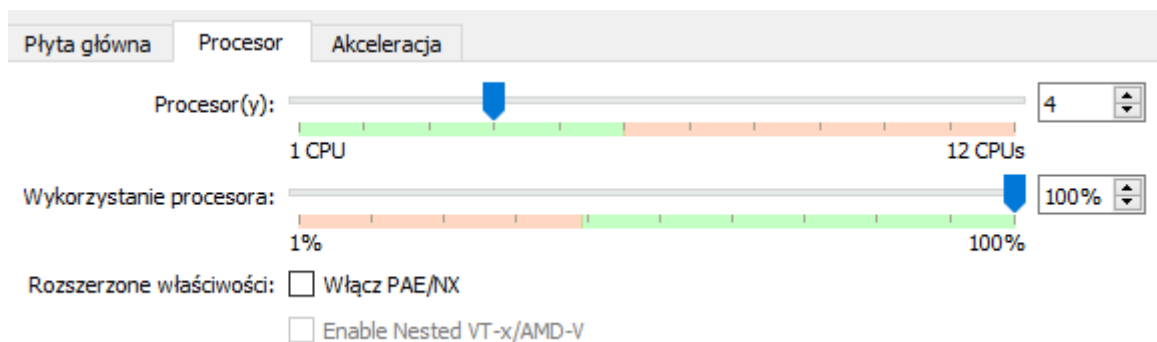 Płyta główna Procesor Akceleracja
Procesor(y): 4
1 CPU 12 CPUs
Wykorzystanie procesora: 100%
1% 100%
Rozszerzone właściwości: Włącz PAE/NX
Enable Nested VT-x/AMD-V